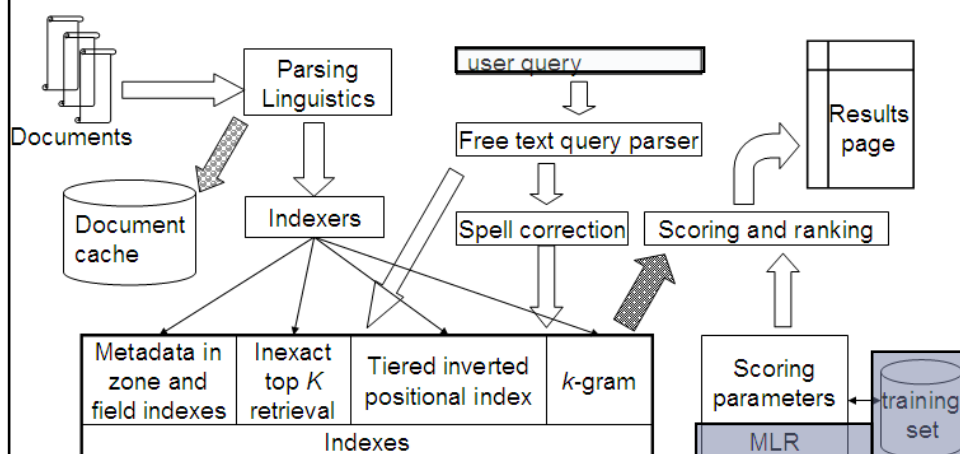 Documents
Parsing
Linguistics
user query
Free text query parser
Results
page
Document
cache
Indexers
Spell correction
Scoring and ranking
Metadata in
zone and
field indexes
Inexact
top K
retrieval
Tiered inverted
positional index
k-gram
Indexes
Scoring
parameters
MLR
training
set